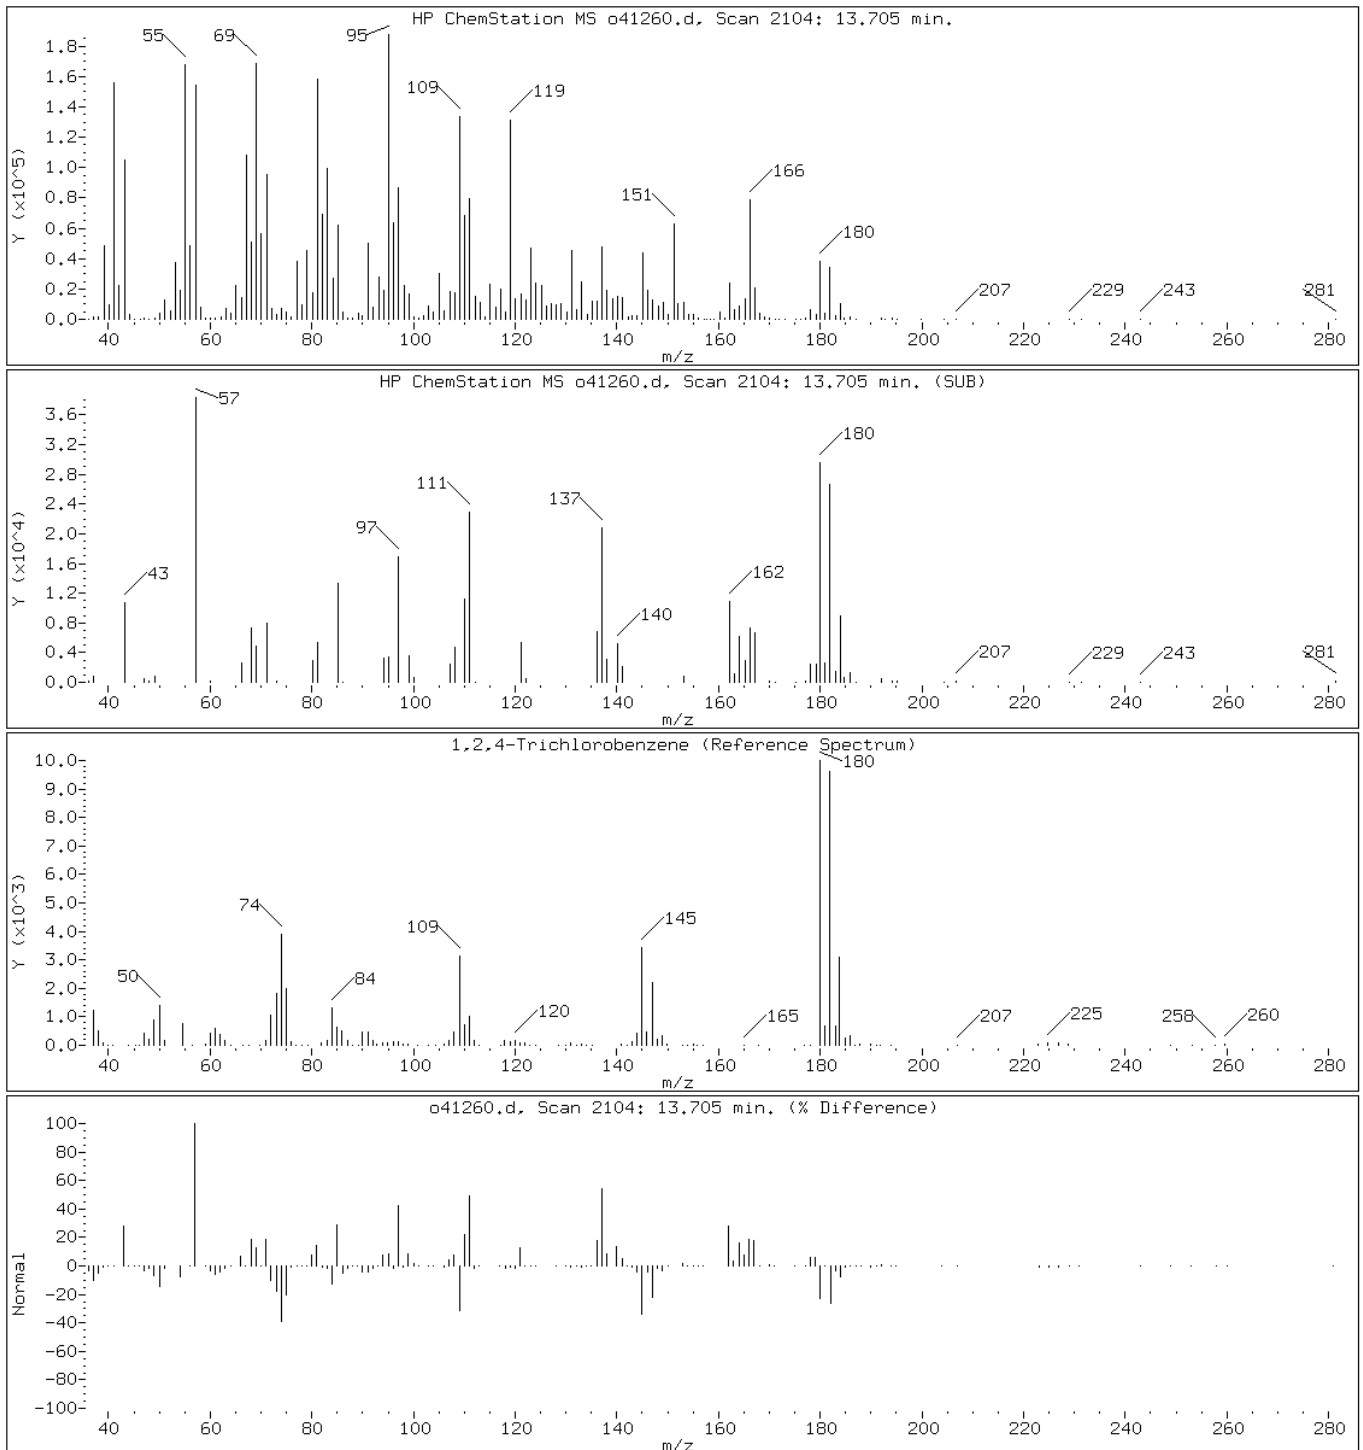 HP ChemStation MS o41260.d, Scan 2104: 13.705 min.
55 69 95 109 119 151 166 180 207 229 243 281
Y (x10^5)
1.8
1.6
1.4
1.2
1.0
0.8
0.6
0.4
0.2
0.0
40 60 80 100 120 140 160 180 200 220 240 260 280
m/z
HP ChemStation MS o41260.d, Scan 2104: 13.705 min. (SUB)
43 57 97 111 137 140 162 180 207 229 243 281
Y (x10^4)
3.6
3.2
2.8
2.4
2.0
1.6
1.2
0.8
0.4
0.0
40 60 80 100 120 140 160 180 200 220 240 260 280
m/z
1,2,4-Trichlorobenzene (Reference Spectrum)
50 74 84 109 120 145 165 180 207 225 258 260
Y (x10^3)
10.0
9.0
8.0
7.0
6.0
5.0
4.0
3.0
2.0
1.0
0.0
40 60 80 100 120 140 160 180 200 220 240 260 280
m/z
o41260.d, Scan 2104: 13.705 min. (% Difference)
Normal
100
80
60
40
20
0
-20
-40
-60
-80
-100
40 60 80 100 120 140 160 180 200 220 240 260 280
m/z